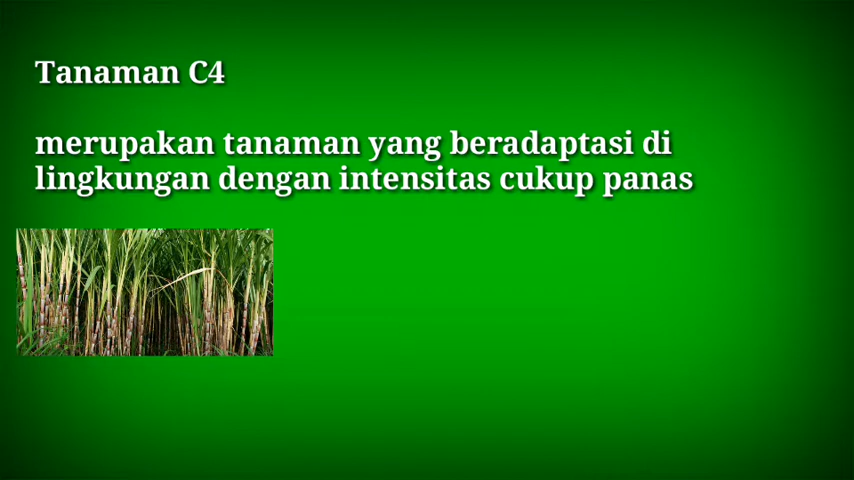 Tanaman C4
merupakan tanaman yang beradaptasi di
lingkungan dengan intensitas cukup panas